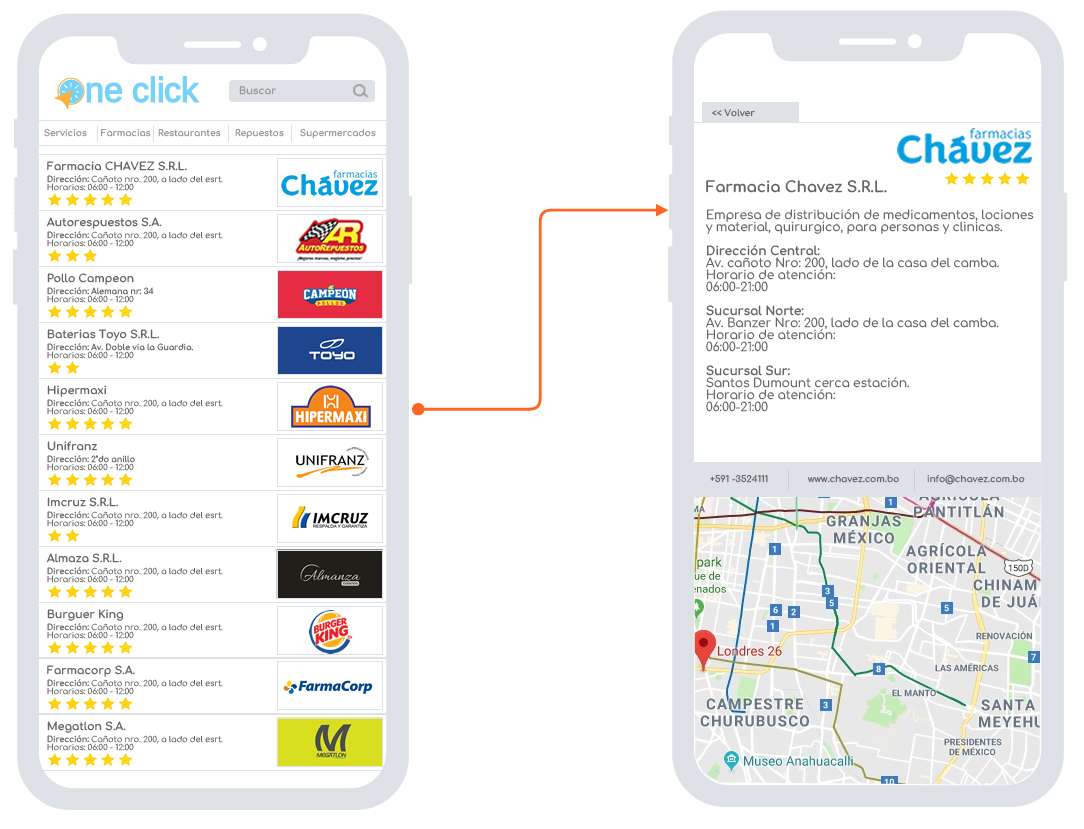 One click
Buscar
Servicios
Farmacias
Restaurantes
Repuestos
Supermercados
Farmacia CHAVEZ S.R.L.
Dirección: Cañoto nro. 200, a lado del esrt.
Horarios: 06:00 - 12:00
farmacias
Chávez
Autorespuestos S.A.
Dirección: Cañoto nro. 200, a lado del esrt.
Horarios: 06:00 - 12:00
AR
AUTOREPUESTOS
¡Mejores marcas, mejores precios!
Pollo Campeon
Dirección: Alemana nr: 34
Horarios: 06:00 - 12:00
CAMPEÓN
POLLOS
Baterias Toyo S.R.L.
Dirección: Av. Doble via la Guardia.
Horarios: 06:00 - 12:00
TOYO
Hipermaxi
Dirección: Cañoto nro. 200, a lado del esrt.
Horarios: 06:00 - 12:00
HIPERMAXI
Unifranz
Dirección: 2°do anillo
Horarios: 06:00 - 12:00
UNIFRANZ
Imcruz S.R.L.
Dirección: Cañoto nro. 200, a lado del esrt.
Horarios: 06:00 - 12:00
IMCRUZ
RESPALDA Y GARANTIZA
Almaza S.R.L.
Dirección: Cañoto nro. 200, a lado del esrt.
Horarios: 06:00 - 12:00
Almanza
Burguer King
Dirección: Cañoto nro. 200, a lado del esrt.
Horarios: 06:00 - 12:00
BURGER
KING
Farmacorp S.A.
Dirección: Cañoto nro. 200, a lado del esrt.
Horarios: 06:00 - 12:00
FarmaCorp
Megatlon S.A.
Dirección: Cañoto nro. 200, a lado del esrt.
Horarios: 06:00 - 12:00
M
MEGATLON
<< Volver
farmacias
Chávez
Farmacia Chavez S.R.L.
Empresa de distribución de medicamentos, lociones
y material, quirurgico, para personas y clinicas.
Dirección Central:
Av. cañoto Nro: 200, lado de la casa del camba.
Horario de atención:
06:00-21:00
Sucursal Norte:
Av. Banzer Nro: 200, lado de la casa del camba.
Horario de atención:
06:00-21:00
Sucursal Sur:
Santos Dumount cerca estación.
Horario de atención:
06:00-21:00
+591 -3524111
www.chavez.com.bo
info@chavez.com.bo
MA
1
AGRÍCOLA
PANTITLÁN
GRANJAS
MÉXICO
1
AGRÍCOLA
ORIENTAL
park
ue de
enados
150D
CHINAM
DE JUÁ
3
5
6
2
5
1
RENOVACIÓN
Londres 26
7
8
LAS AMÉRICAS
EL MANTO
CAMPESTRE
CHURUBUSCO
3
SANTA
MEYEHU
PRESIDENTES
DE MÉXICO
Museo Anahuacalli
10